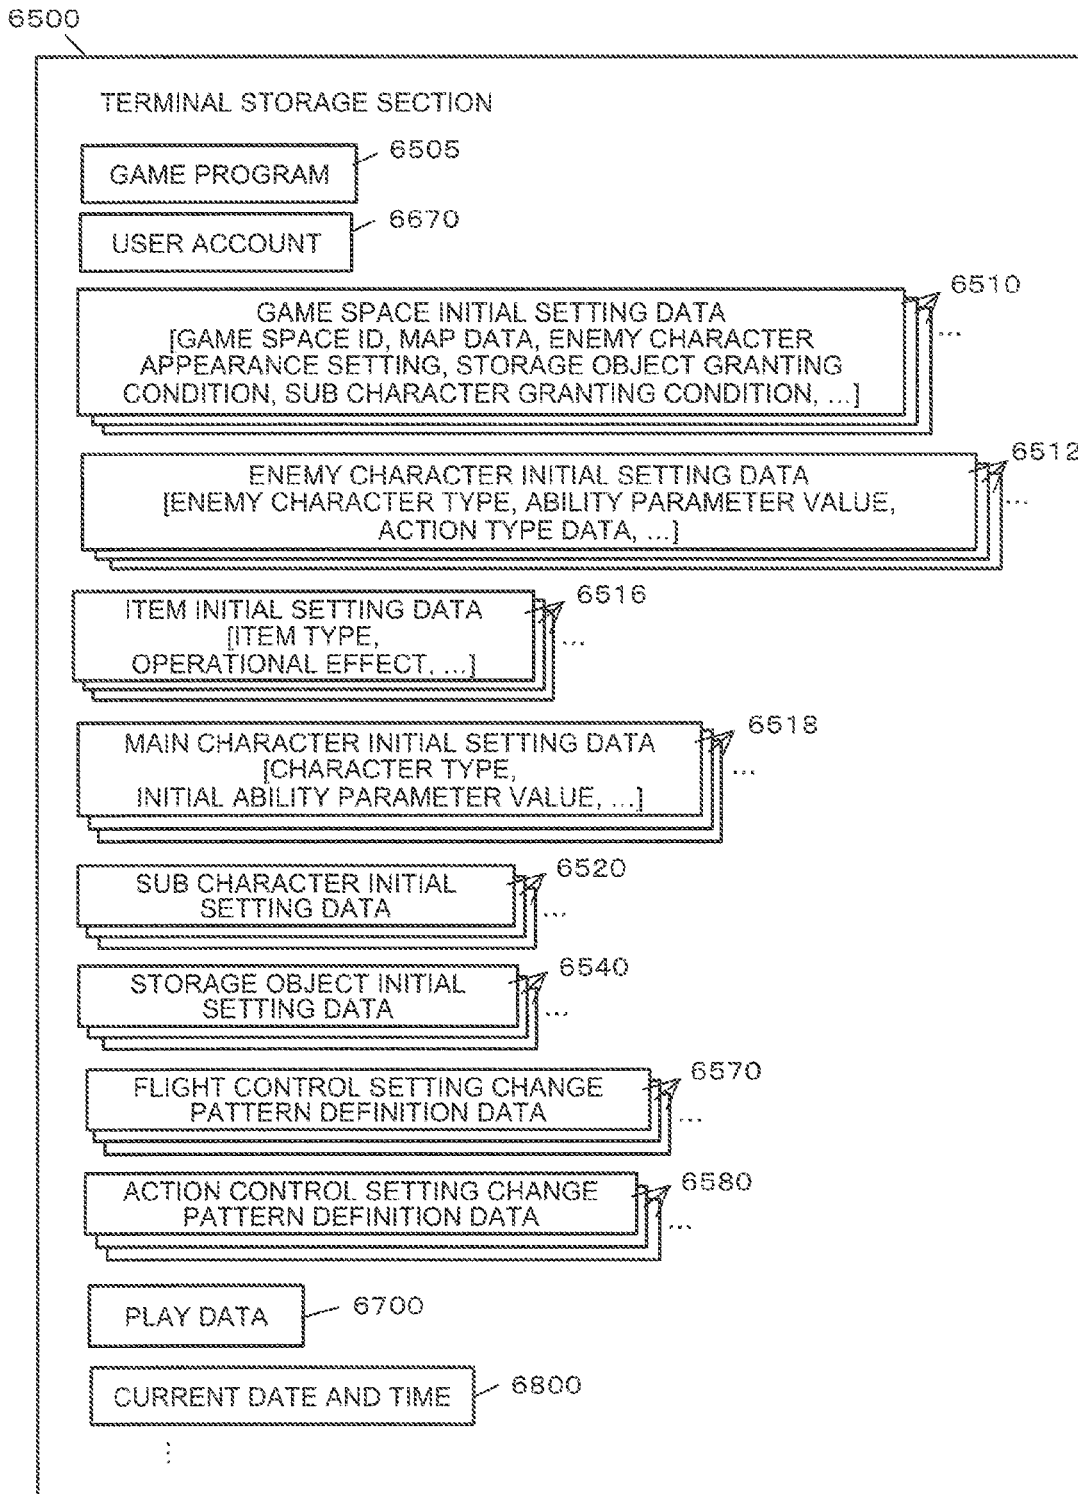 6500
TERMINAL STORAGE SECTION
GAME PROGRAM
6505
USER ACCOUNT
6670
GAME SPACE INITIAL SETTING DATA
[GAME SPACE ID, MAP DATA, ENEMY CHARACTER
APPEARANCE SETTING, STORAGE OBJECT GRANTING
CONDITION, SUB CHARACTER GRANTING CONDITION, ...]
6510
...
ENEMY CHARACTER INITIAL SETTING DATA
[ENEMY CHARACTER TYPE, ABILITY PARAMETER VALUE,
ACTION TYPE DATA, ...]
6512
...
ITEM INITIAL SETTING DATA
[ITEM TYPE,
OPERATIONAL EFFECT, ...]
6516
...
MAIN CHARACTER INITIAL SETTING DATA
[CHARACTER TYPE,
INITIAL ABILITY PARAMETER VALUE, ...]
6518
...
SUB CHARACTER INITIAL
SETTING DATA
6520
...
STORAGE OBJECT INITIAL
SETTING DATA
6540
...
FLIGHT CONTROL SETTING CHANGE
PATTERN DEFINITION DATA
6570
...
ACTION CONTROL SETTING CHANGE
PATTERN DEFINITION DATA
6580
...
PLAY DATA
6700
CURRENT DATE AND TIME
6800
⋮